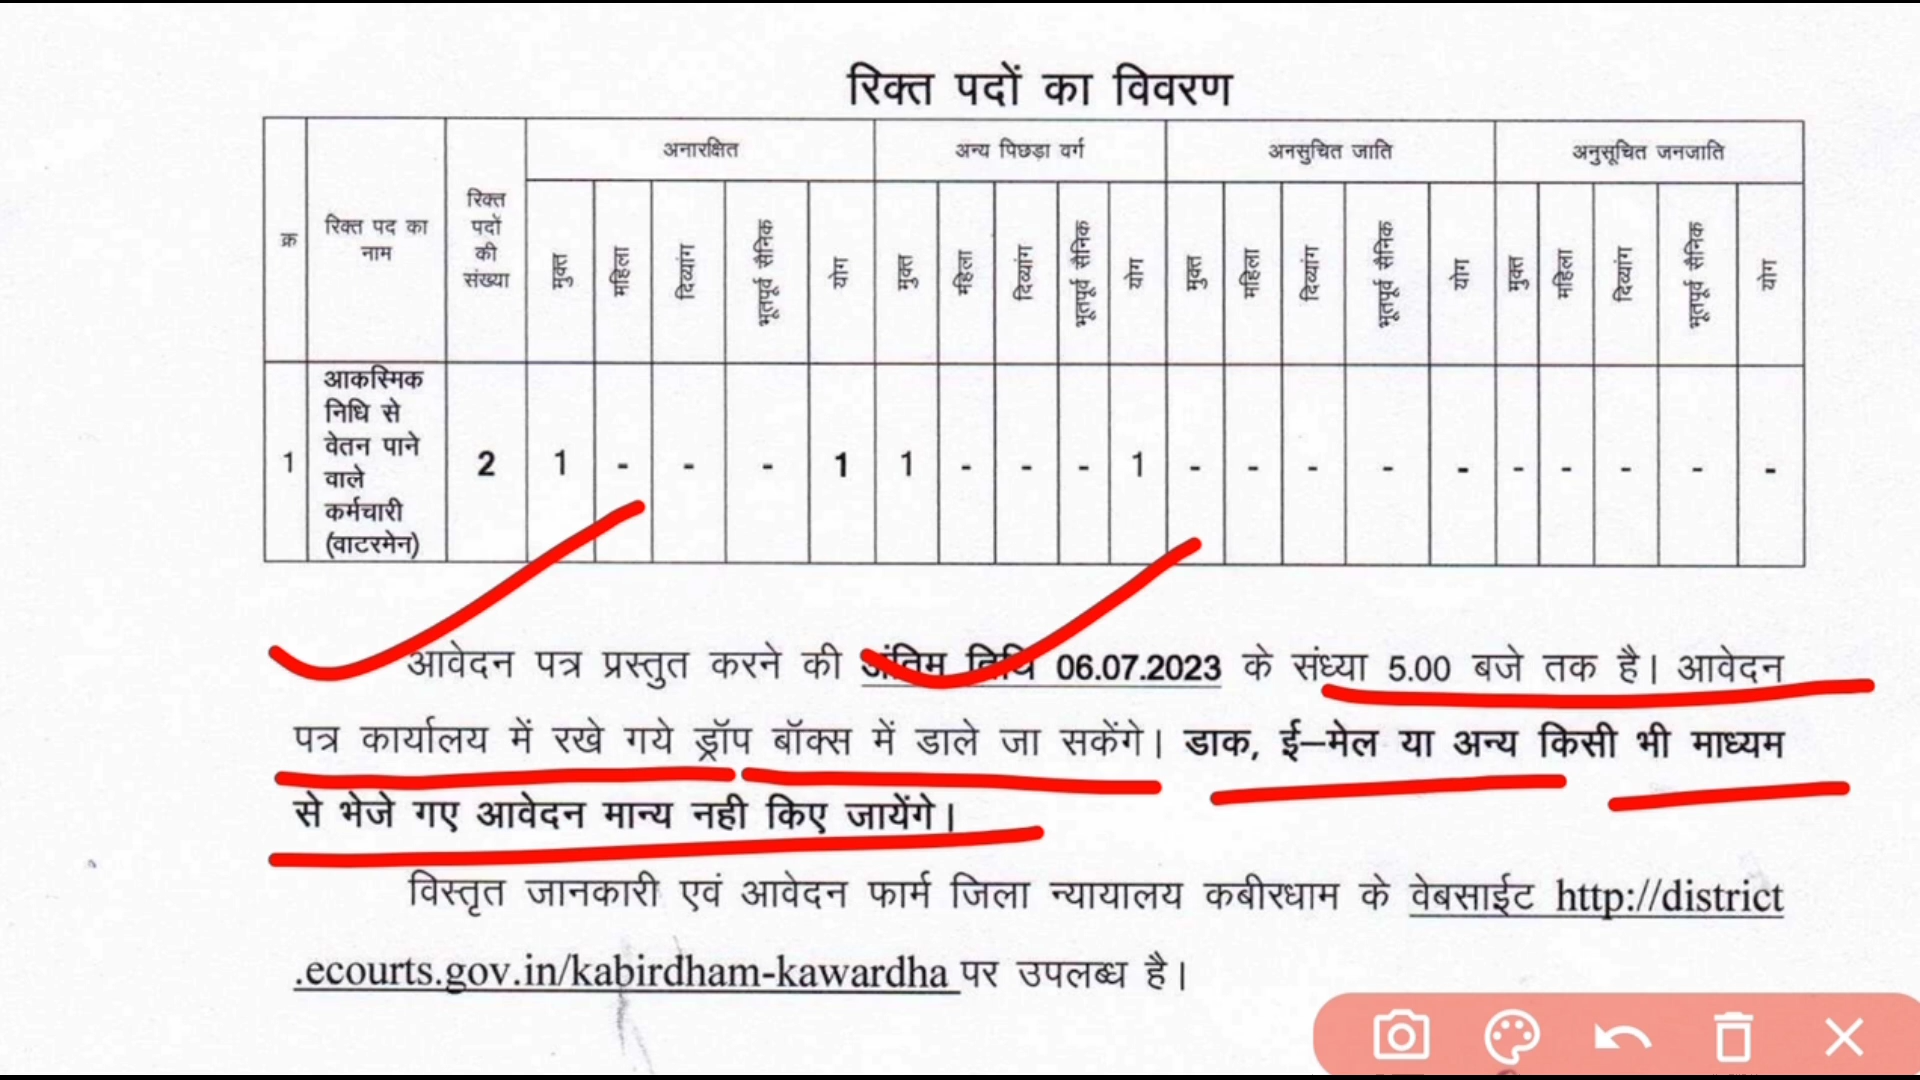 रिक्त पदों का विवरण
क्र
रिक्त पद का
नाम
रिक्त
पदों
की
संख्या
अनारक्षित
अन्य पिछड़ा वर्ग
अनसुचित जाति
अनुसूचित जनजाति
मुक्त महिला दिव्यांग भूतपूर्व सैनिक योग मुक्त महिला दिव्यांग भूतपूर्व सैनिक योग मुक्त महिला दिव्यांग भूतपूर्व सैनिक योग मुक्त महिला दिव्यांग भूतपूर्व सैनिक योग
1
आकस्मिक
निधि से
वेतन पाने
वाले
कर्मचारी
(वाटरमेन)
2 1 - - - 1 1 - - - 1 - - - - - - - - - -
आवेदन पत्र प्रस्तुत करने की अंतिम तिथि 06.07.2023 के संध्या 5.00 बजे तक है। आवेदन
पत्र कार्यालय में रखे गये ड्रॉप बॉक्स में डाले जा सकेंगे। डाक, ई–मेल या अन्य किसी भी माध्यम
से भेजे गए आवेदन मान्य नही किए जायेंगे।
विस्तृत जानकारी एवं आवेदन फार्म जिला न्यायालय कबीरधाम के वेबसाईट http://district
.ecourts.gov.in/kabirdham-kawardha पर उपलब्ध है।